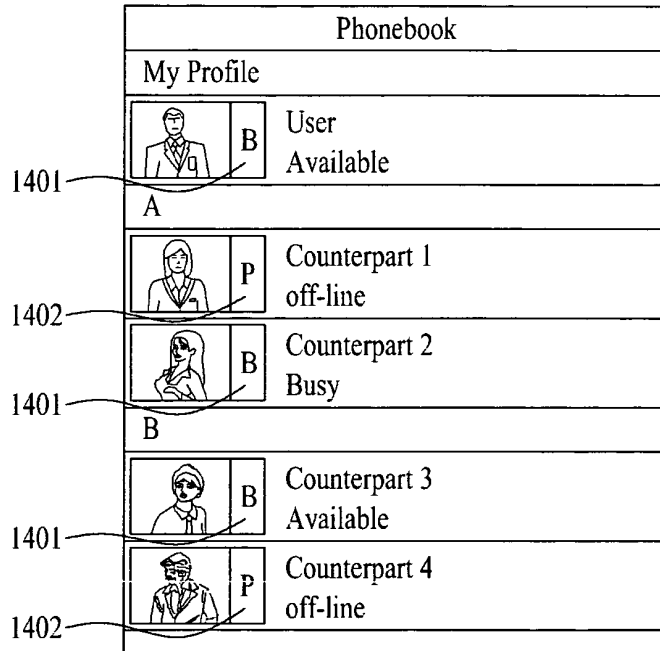 Phonebook
My Profile
B
User
Available
1401
A
P
Counterpart 1
off-line
1402
B
Counterpart 2
Busy
1401
B
B
Counterpart 3
Available
1401
P
Counterpart 4
off-line
1402